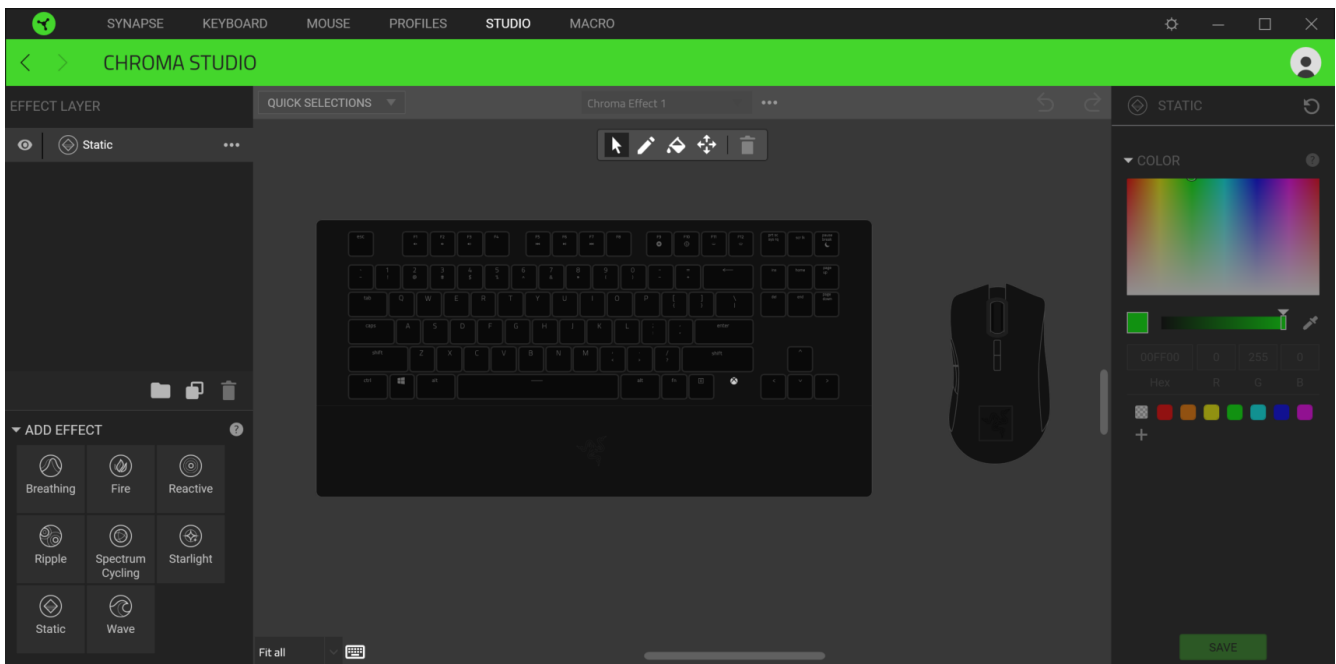 SYNAPSE KEYBOARD MOUSE PROFILES STUDIO MACRO
CHROMA STUDIO
EFFECT LAYER
QUICK SELECTIONS
Chroma Effect 1
STATIC
Static
COLOR
00FF00 0 255 0
Hex R G B
ADD EFFECT
Breathing Fire Reactive
Ripple Spectrum Cycling Starlight
Static Wave
Q W E R T Y U I O P
A S D F G H J K L
Z X C V B N M
Fit all
SAVE